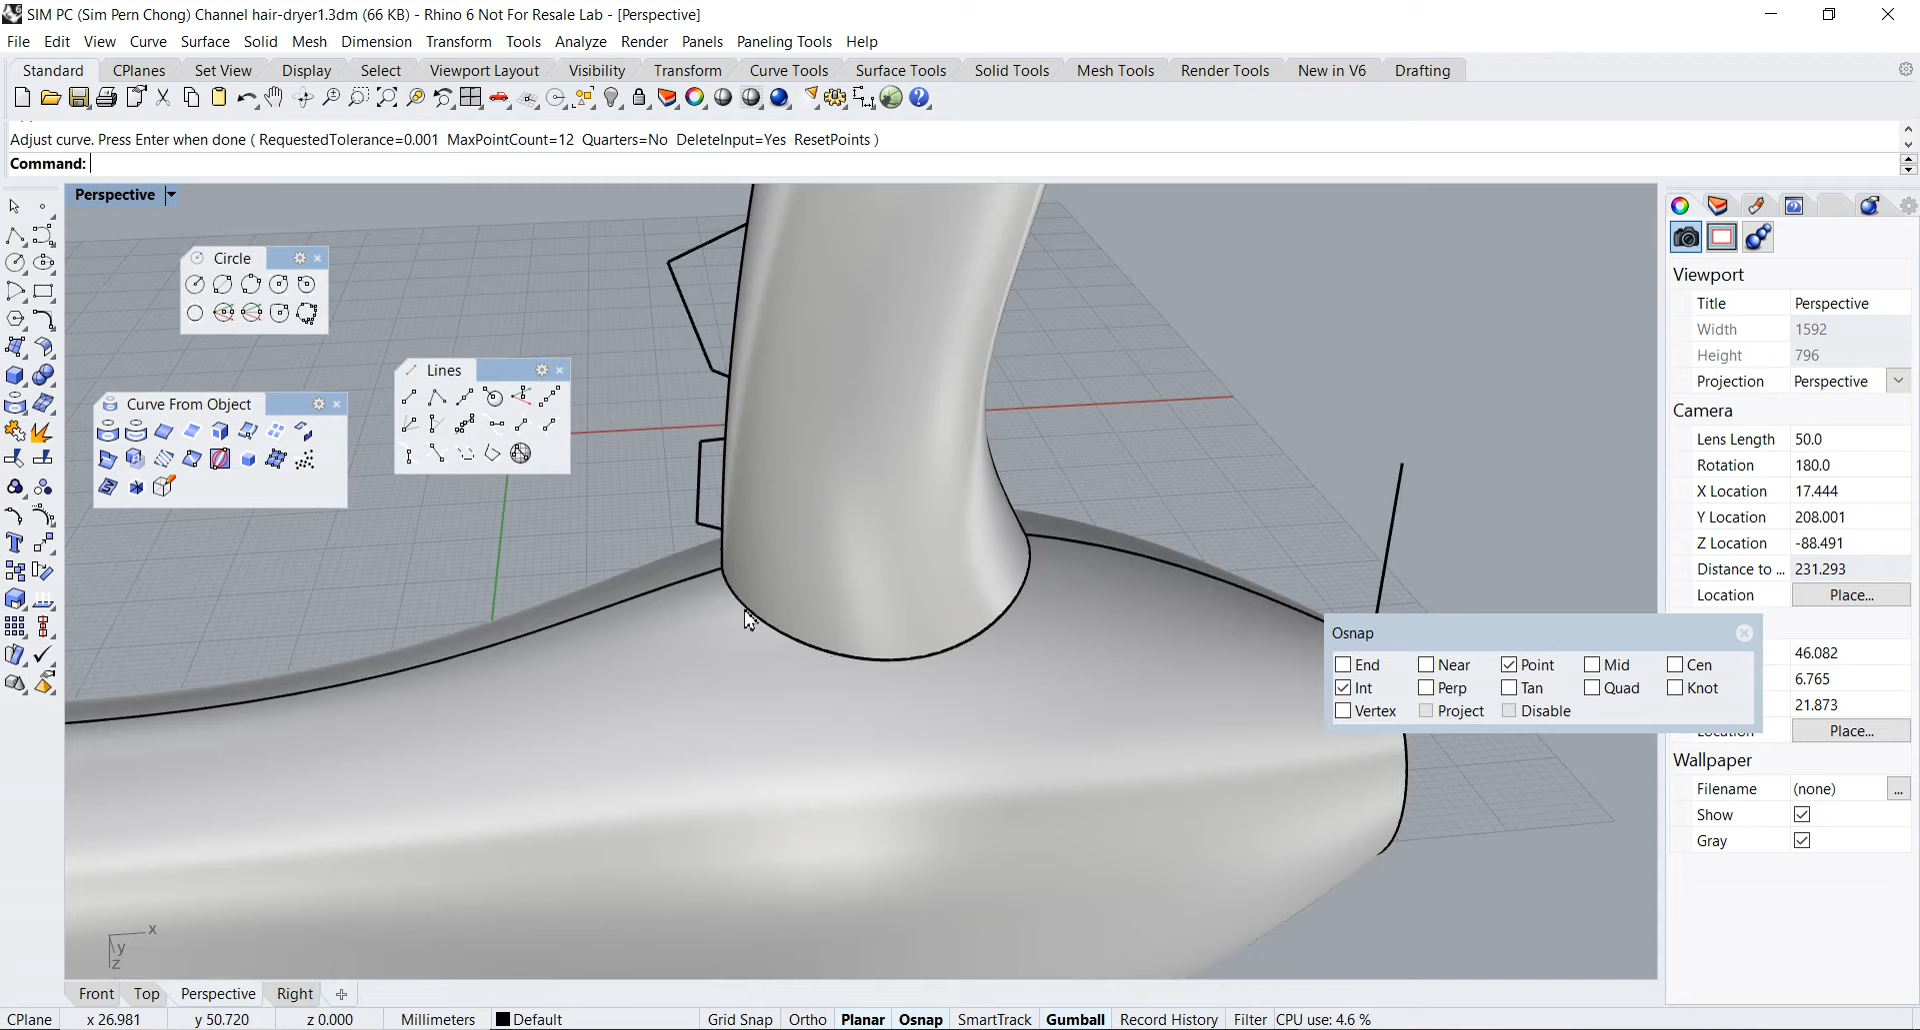 SIM PC (Sim Pern Chong) Channel hair-dryer1.3dm (66 KB) - Rhino 6 Not For Resale Lab - [Perspective]
File Edit View Curve Surface Solid Mesh Dimension Transform Tools Analyze Render Panels Paneling Tools Help
Standard CPlanes Set View Display Select Viewport Layout Visibility Transform Curve Tools Surface Tools Solid Tools Mesh Tools Render Tools New in V6 Drafting
Adjust curve. Press Enter when done ( RequestedTolerance=0.001 MaxPointCount=12 Quarters=No DeleteInput=Yes ResetPoints )
Command:
Perspective
Circle
Lines
Curve From Object
Viewport
Title Perspective
Width 1592
Height 796
Projection Perspective
Camera
Lens Length 50.0
Rotation 180.0
X Location 17.444
Y Location 208.001
Z Location -88.491
Distance to ... 231.293
Location Place...
Osnap
End Near Point Mid Cen
Int Perp Tan Quad Knot
Vertex Project Disable
46.082
6.765
21.873
Place...
Wallpaper
Filename (none) ...
Show
Gray
x
y
z
Front Top Perspective Right
CPlane x 26.981 y 50.720 z 0.000 Millimeters Default Grid Snap Ortho Planar Osnap SmartTrack Gumball Record History Filter CPU use: 4.6 %